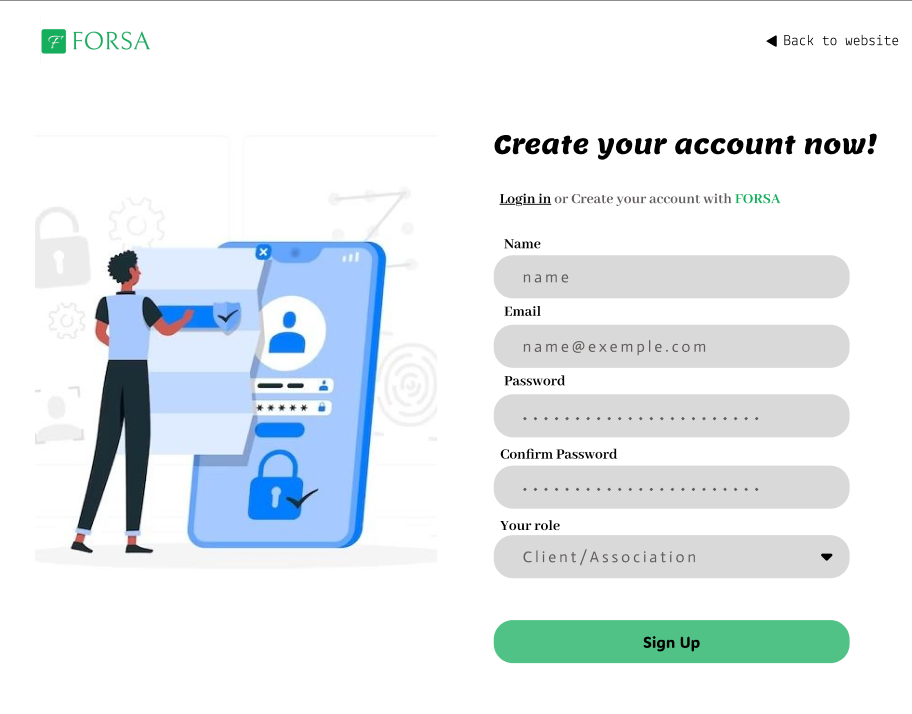 FORSA
◀ Back to website
Create your account now!
Login in or Create your account with FORSA
Name
name
Email
name@exemple.com
Password
Confirm Password
Your role
Client/Association
Sign Up